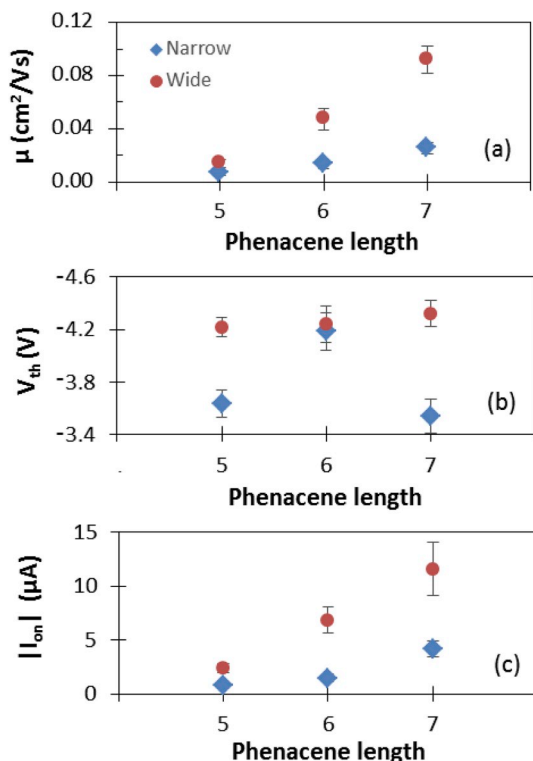 0.12
0.08
0.04
0.00
μ (cm²/Vs)
Narrow
Wide
(a)
5 6 7
Phenacene length
-4.6
-4.2
-3.8
-3.4
V_th (V)
(b)
5 6 7
Phenacene length
15
10
5
0
|I_on| (μA)
(c)
5 6 7
Phenacene length